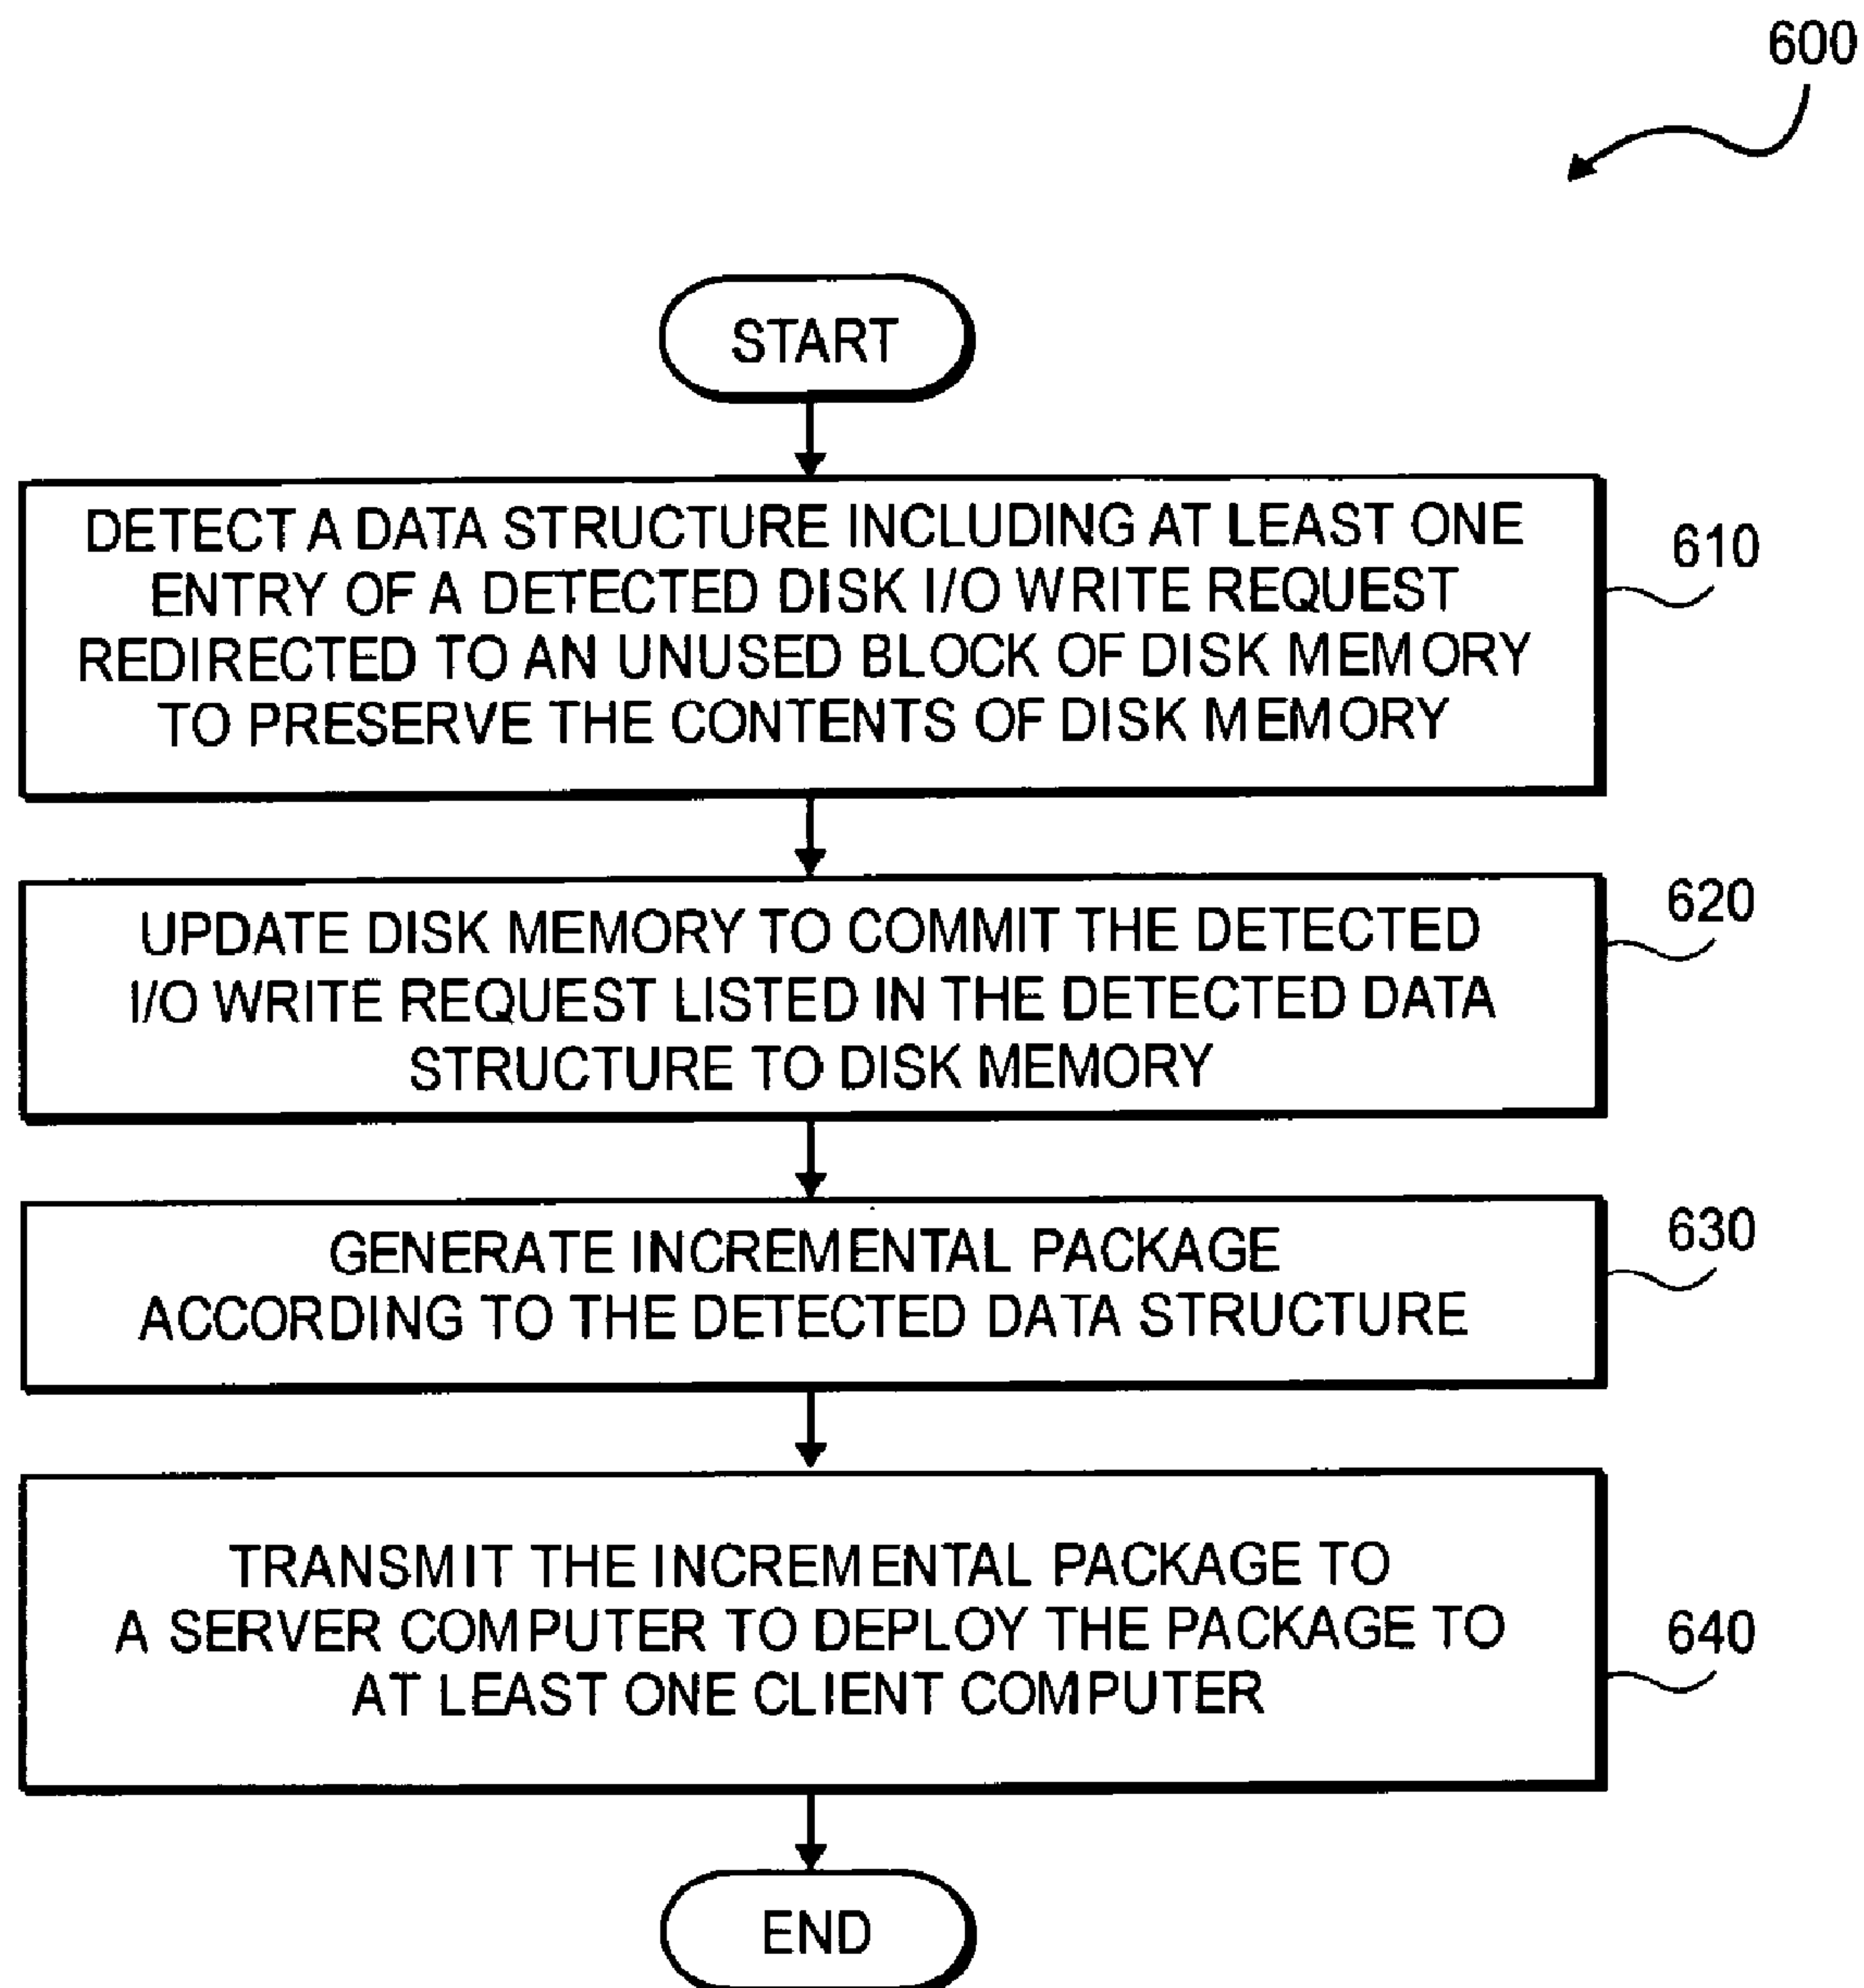 600
START
DETECT A DATA STRUCTURE INCLUDING AT LEAST ONE
ENTRY OF A DETECTED DISK I/O WRITE REQUEST
REDIRECTED TO AN UNUSED BLOCK OF DISK MEMORY
TO PRESERVE THE CONTENTS OF DISK MEMORY
610
UPDATE DISK MEMORY TO COMMIT THE DETECTED
I/O WRITE REQUEST LISTED IN THE DETECTED DATA
STRUCTURE TO DISK MEMORY
620
GENERATE INCREMENTAL PACKAGE
ACCORDING TO THE DETECTED DATA STRUCTURE
630
TRANSMIT THE INCREMENTAL PACKAGE TO
A SERVER COMPUTER TO DEPLOY THE PACKAGE TO
AT LEAST ONE CLIENT COMPUTER
640
END